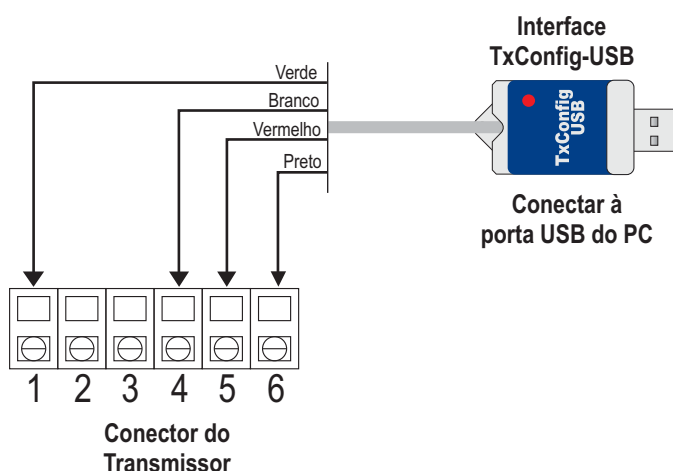 Interface
TxConfig-USB
Verde
Branco
Vermelho
Preto
TxConfig
USB
Conectar à
porta USB do PC
1 2 3 4 5 6
Conector do
Transmissor